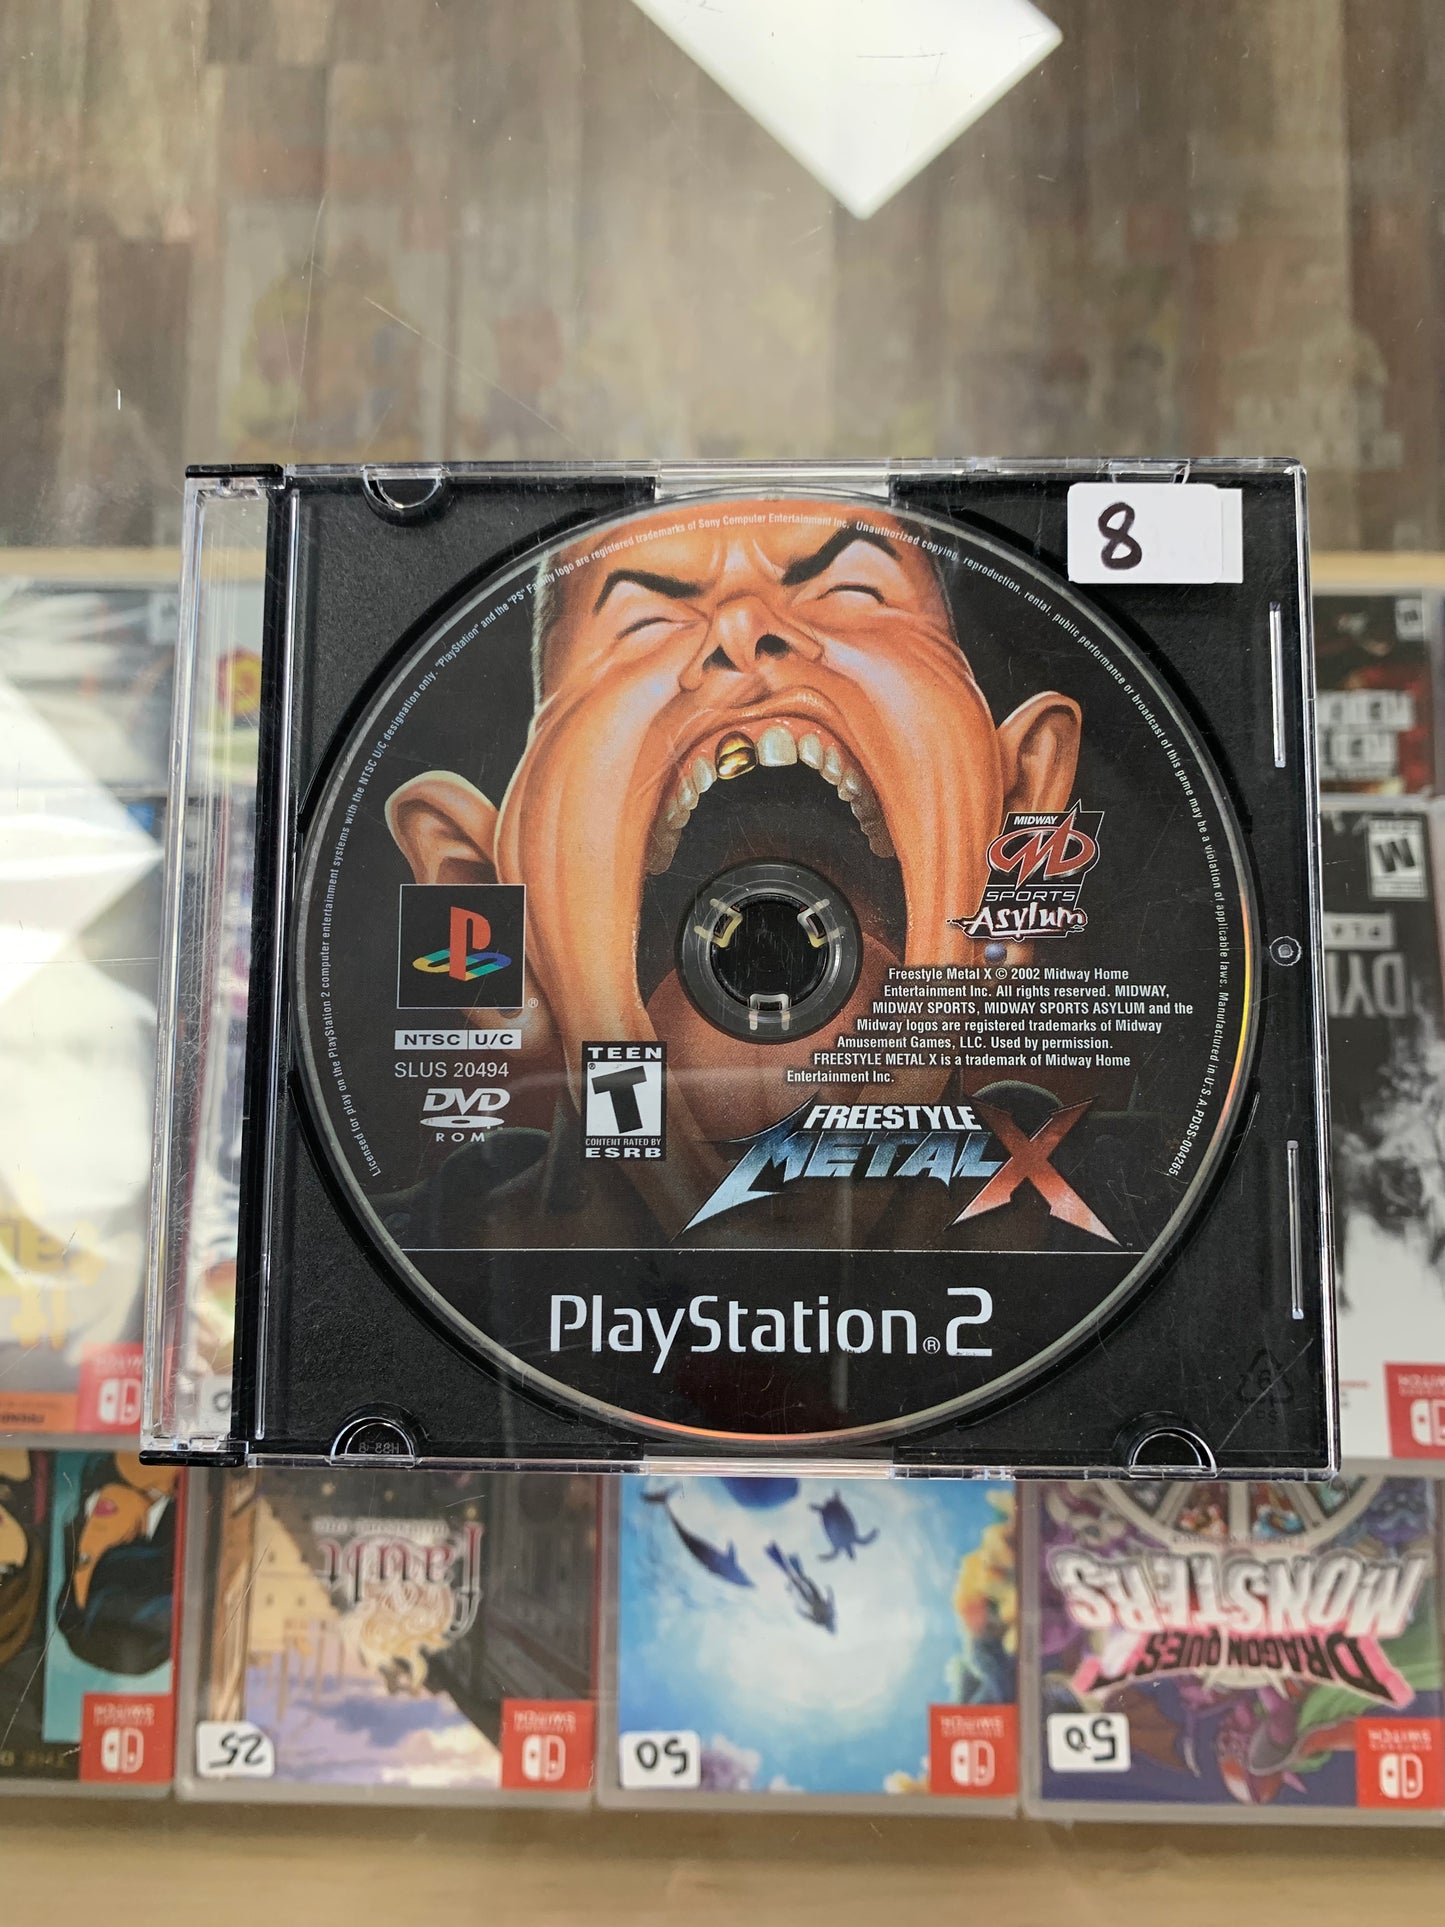 8
Licensed for play on the PlayStation 2 computer entertainment systems with the NTSC U/C designation only. "PlayStation" and the "PS" Family logo are registered trademarks of Sony Computer Entertainment Inc. Unauthorized copying, reproduction, rental, public performance or broadcast of this game may be a violation of applicable laws. Manufactured in U.S.A. PDSS-004265
MIDWAY
SPORTS
Asylum
Freestyle Metal X © 2002 Midway Home
Entertainment Inc. All rights reserved. MIDWAY,
MIDWAY SPORTS, MIDWAY SPORTS ASYLUM and the
Midway logos are registered trademarks of Midway
Amusement Games, LLC. Used by permission.
FREESTYLE METAL X is a trademark of Midway Home
Entertainment Inc.
®
NTSC U/C
SLUS 20494
DVD
ROM
TEEN
T
CONTENT RATED BY
ESRB
FREESTYLE
METAL X
PlayStation®2
W
fault
DRAGON QUEST
MONSTERS
SWITCH
25
50
50